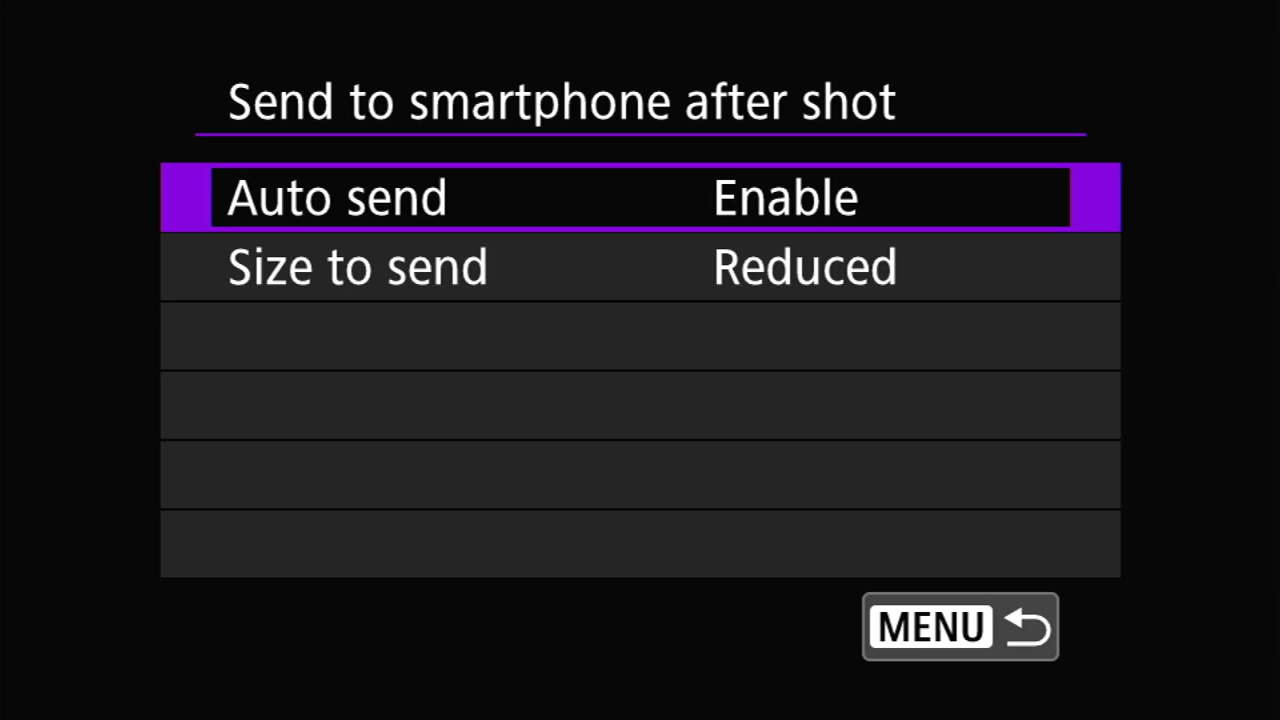 Send to smartphone after shot
Auto send Enable
Size to send Reduced
MENU